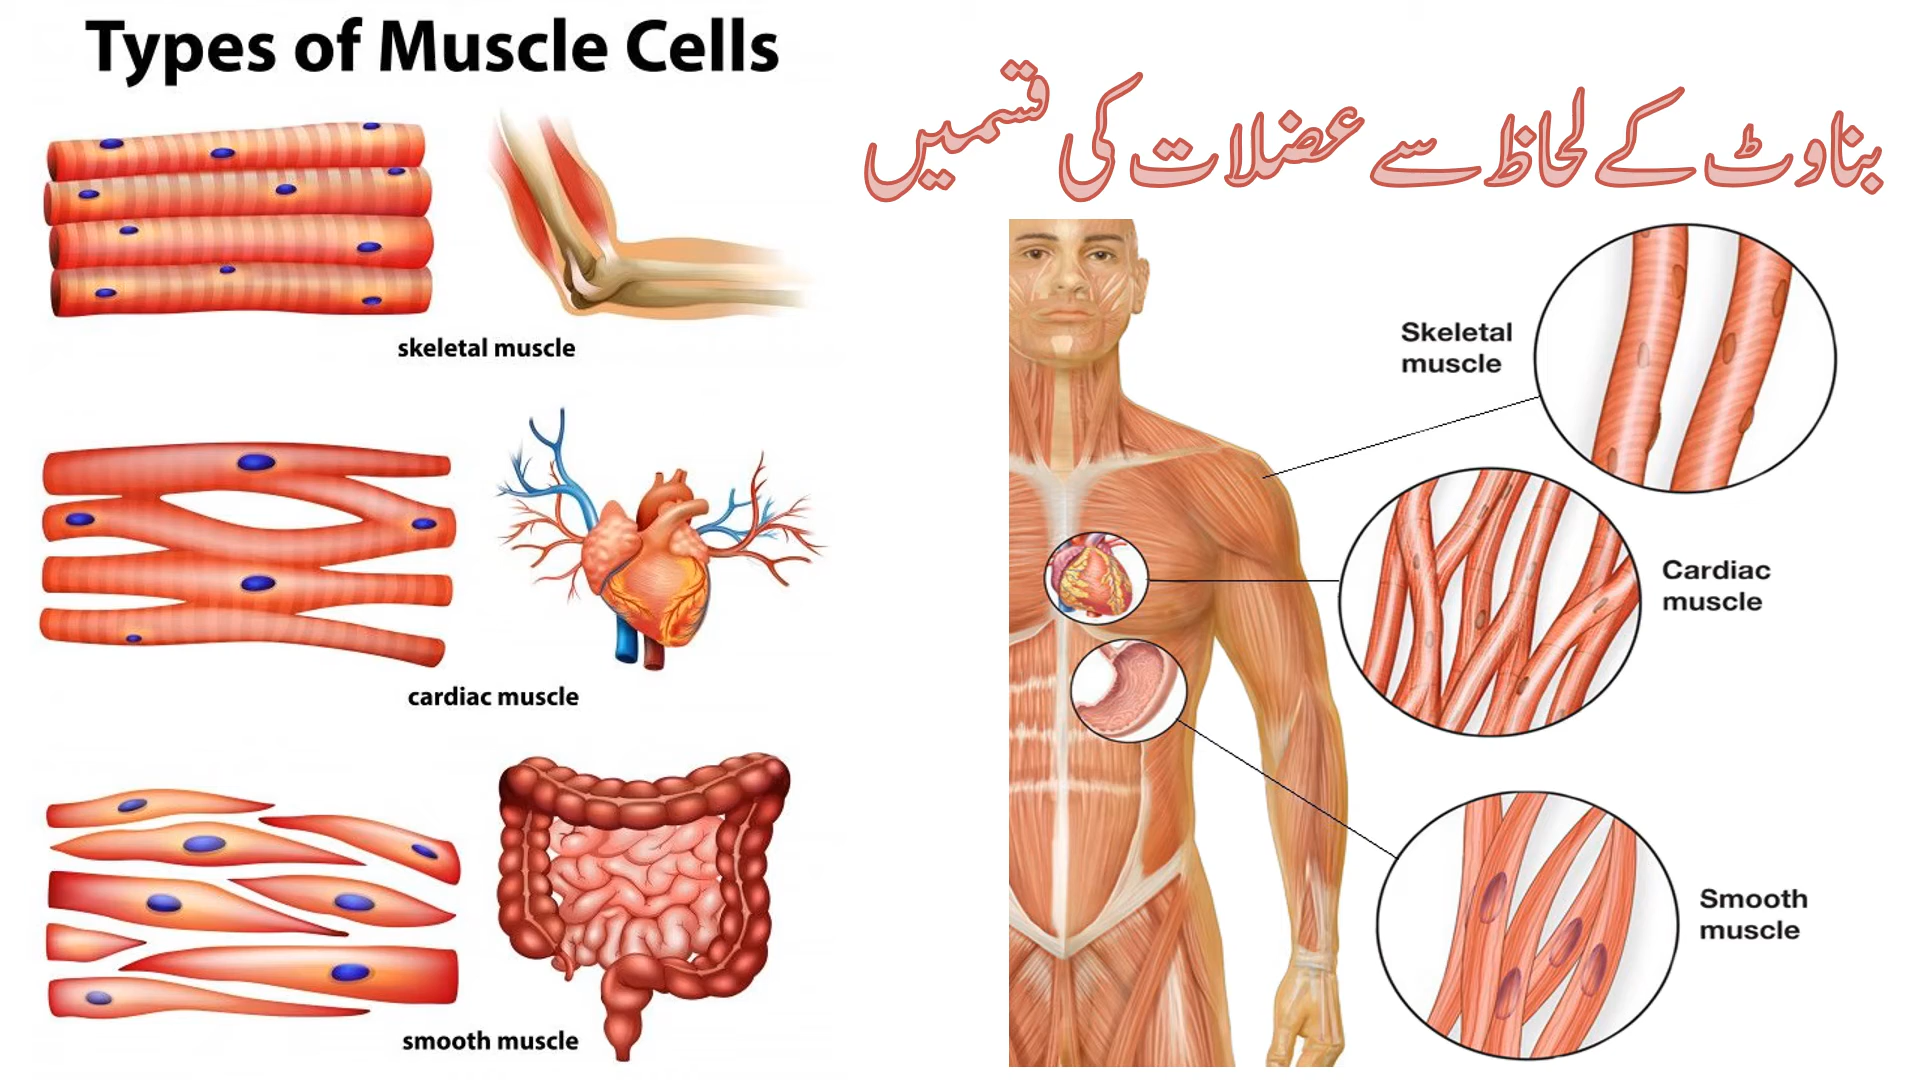 Types of Muscle Cells
skeletal muscle
cardiac muscle
smooth muscle
بناوٹ کے لحاظ سے عضلات کی قسمیں
Skeletal
muscle
Cardiac
muscle
Smooth
muscle